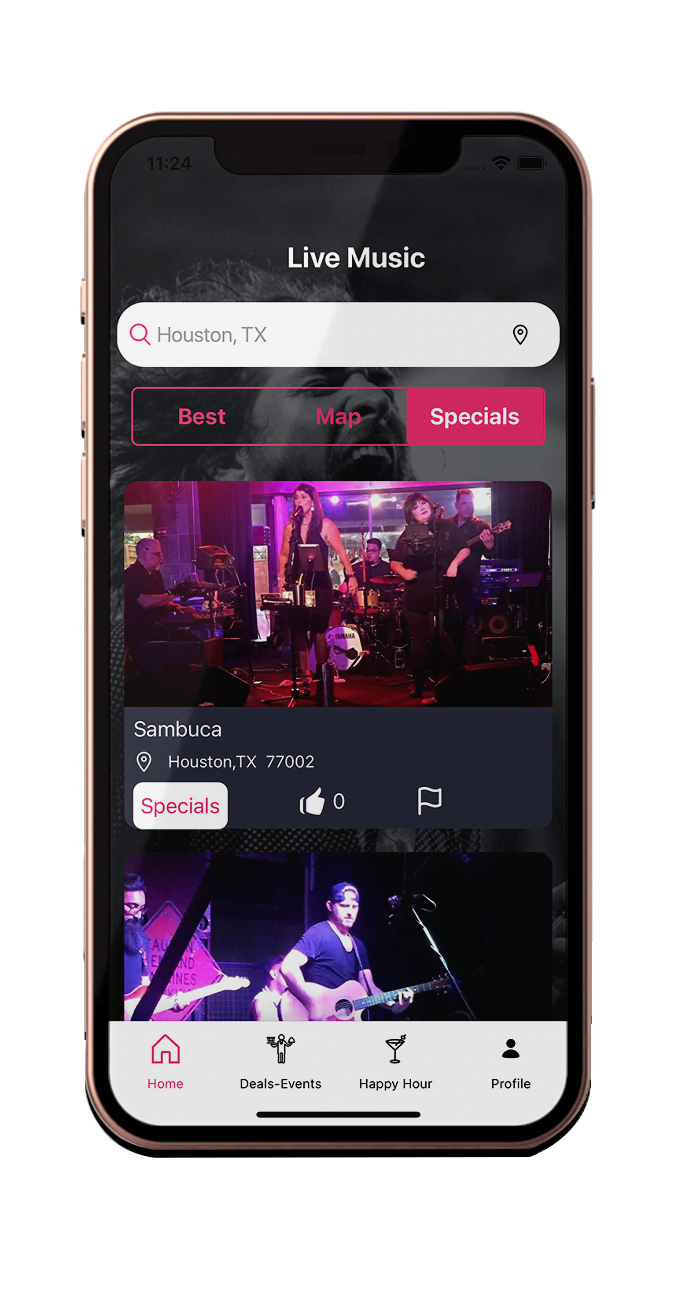 11:24
Live Music
Houston, TX
Best Map Specials
YAMAHA
Sambuca
Houston,TX 77002
Specials 0
Home Deals-Events Happy Hour Profile